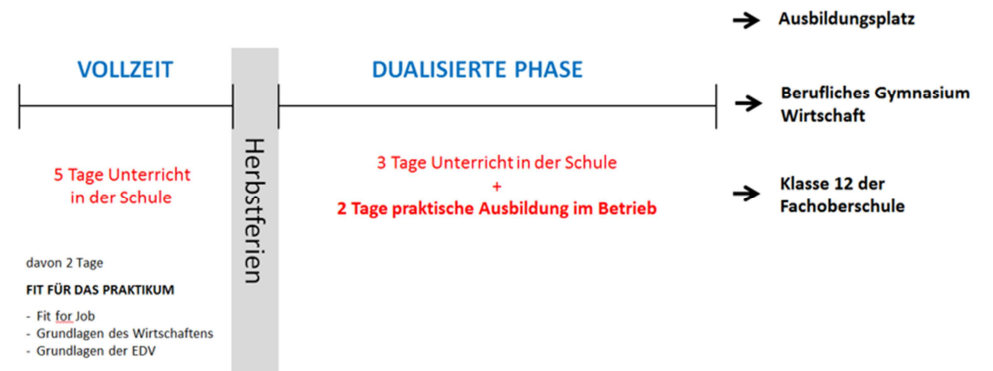 VOLLZEIT
5 Tage Unterricht
in der Schule
davon 2 Tage
FIT FÜR DAS PRAKTIKUM
- Fit for Job
- Grundlagen des Wirtschaftens
- Grundlagen der EDV
Herbstferien
DUALISIERTE PHASE
3 Tage Unterricht in der Schule
+
2 Tage praktische Ausbildung im Betrieb
Ausbildungsplatz
Berufliches Gymnasium
Wirtschaft
Klasse 12 der
Fachoberschule